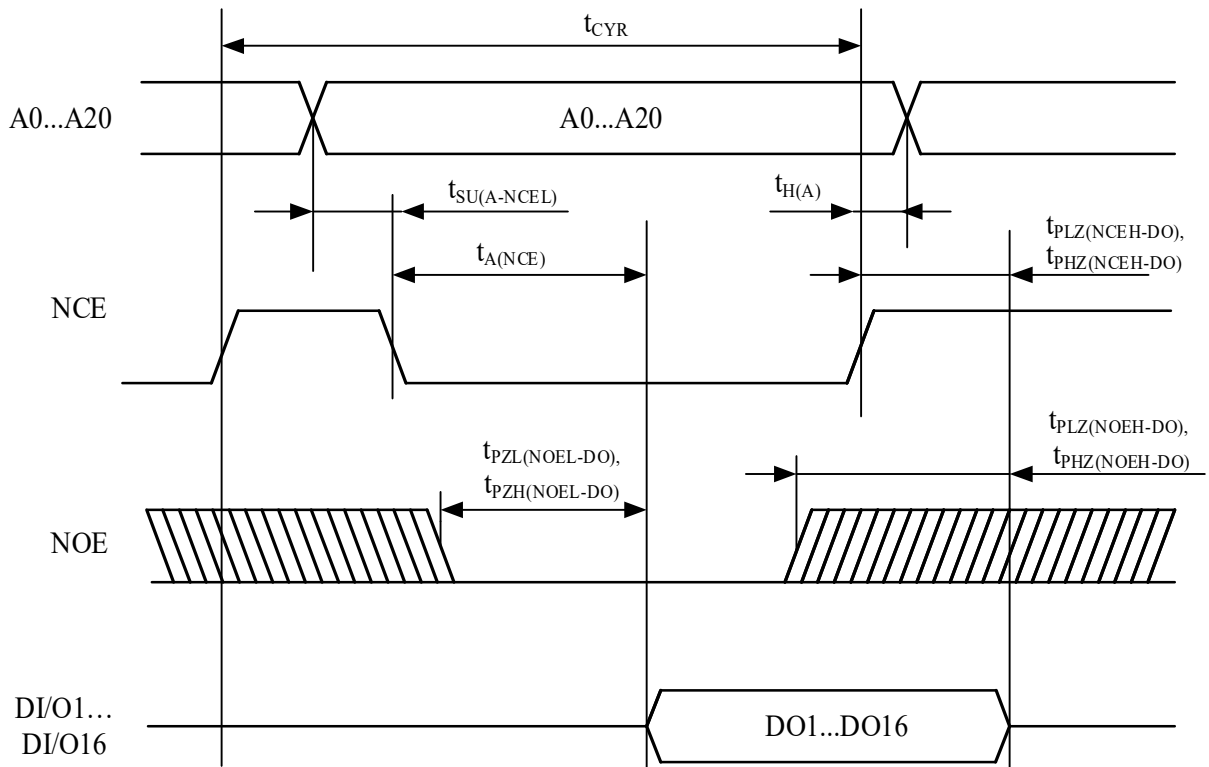 tCYR
A0...A20
A0...A20
tSU(A-NCEL)
tH(A)
tA(NCE)
tPLZ(NCEH-DO),
tPHZ(NCEH-DO)
NCE
tPZL(NOEL-DO),
tPZH(NOEL-DO)
tPLZ(NOEH-DO),
tPHZ(NOEH-DO)
NOE
DI/O1…
DI/O16
DO1...DO16